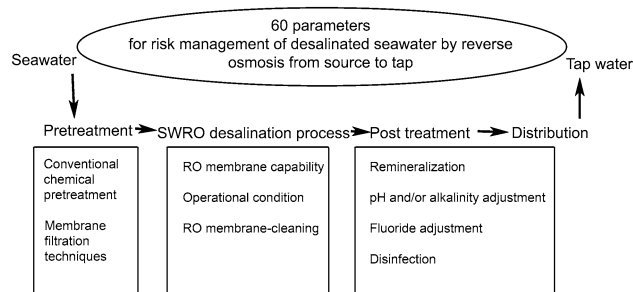 60 parameters
for risk management of desalinated seawater by reverse
osmosis from source to tap
Seawater
Tap water
Pretreatment
SWRO desalination process
Post treatment
Distribution
Conventional
chemical
pretreatment
Membrane
filtration
techniques
RO membrane capability
Operational condition
RO membrane-cleaning
Remineralization
pH and/or alkalinity adjustment
Fluoride adjustment
Disinfection